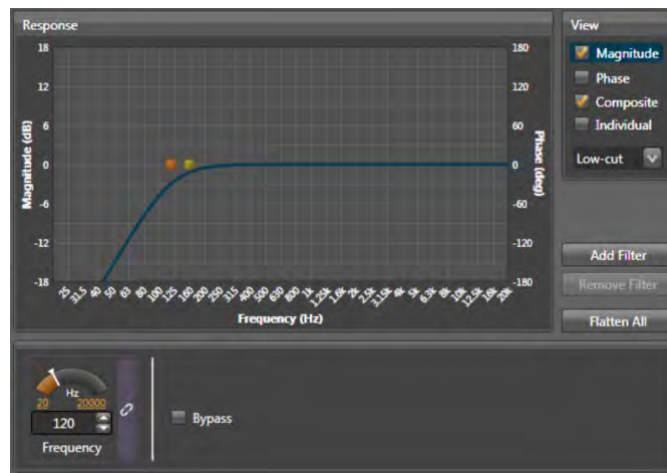 Response
18
12
6
0
-6
-12
-18
Magnitude (dB)
180
120
60
0
-60
-120
-180
Phase (deg)
25 31.5 40 50 63 80 100 125 160 200 250 315 400 500 630 800 1k 1.25k 1.6k 2k 2.5k 3.15k 4k 5k 6.3k 8k 10k 12.5k 16k 20k
Frequency (Hz)
View
Magnitude
Phase
Composite
Individual
Low-cut
Add Filter
Remove Filter
Flatten All
Hz
20 20000
120
Frequency
Bypass